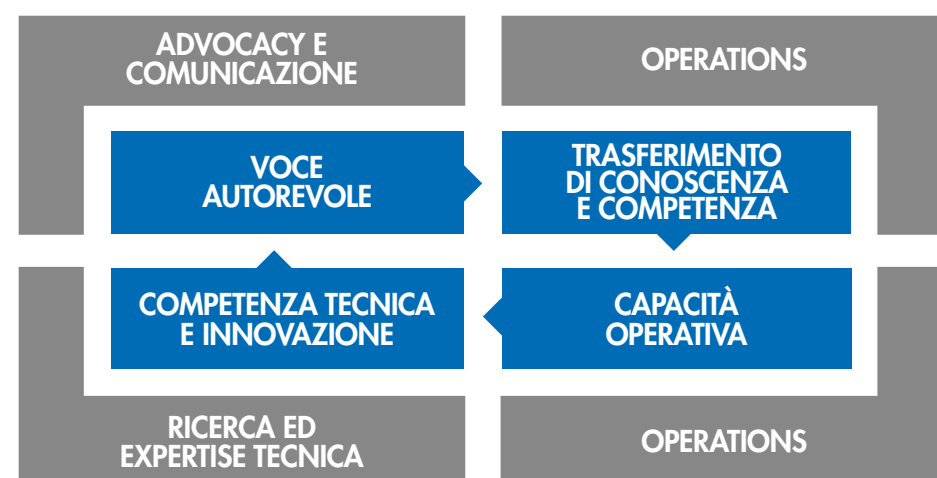 ADVOCACY E
COMUNICAZIONE
OPERATIONS
VOCE
AUTOREVOLE
TRASFERIMENTO
DI CONOSCENZA
E COMPETENZA
COMPETENZA TECNICA
E INNOVAZIONE
CAPACITÀ
OPERATIVA
RICERCA ED
EXPERTISE TECNICA
OPERATIONS